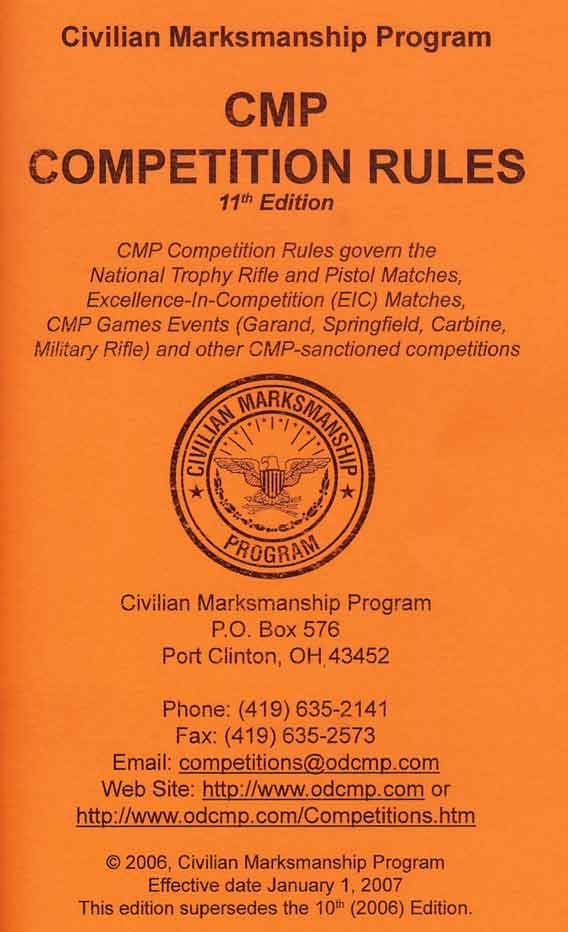 Civilian Marksmanship Program
CMP
COMPETITION RULES
11th Edition
CMP Competition Rules govern the
National Trophy Rifle and Pistol Matches,
Excellence-In-Competition (EIC) Matches,
CMP Games Events (Garand, Springfield, Carbine,
Military Rifle) and other CMP-sanctioned competitions
CIVILIAN MARKSMANSHIP
PROGRAM
Civilian Marksmanship Program
P.O. Box 576
Port Clinton, OH 43452
Phone: (419) 635-2141
Fax: (419) 635-2573
Email: competitions@odcmp.com
Web Site: http://www.odcmp.com or
http://www.odcmp.com/Competitions.htm
© 2006, Civilian Marksmanship Program
Effective date January 1, 2007
This edition supersedes the 10th (2006) Edition.